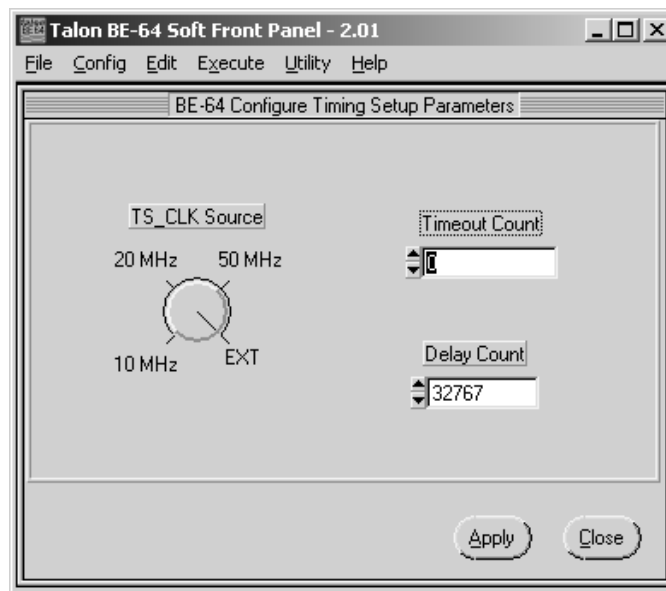 Talon BE-64 Soft Front Panel - 2.01
File Config Edit Execute Utility Help
BE-64 Configure Timing Setup Parameters
TS_CLK Source
20 MHz 50 MHz
10 MHz EXT
Timeout Count
0
Delay Count
32767
Apply Close